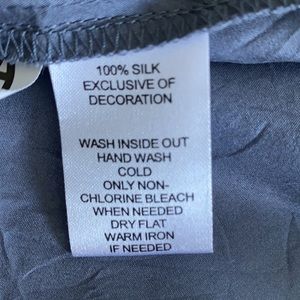 100% SILK
EXCLUSIVE OF
DECORATION
WASH INSIDE OUT
HAND WASH
COLD
ONLY NON-
CHLORINE BLEACH
WHEN NEEDED
DRY FLAT
WARM IRON
IF NEEDED